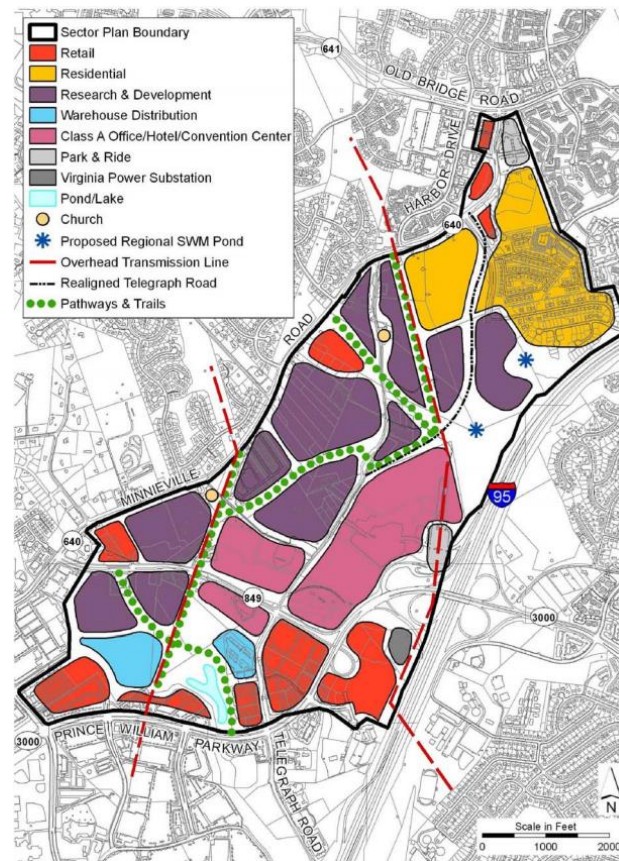 Sector Plan Boundary
Retail
Residential
Research & Development
Warehouse Distribution
Class A Office/Hotel/Convention Center
Park & Ride
Virginia Power Substation
Pond/Lake
Church
Proposed Regional SWM Pond
Overhead Transmission Line
Realigned Telegraph Road
Pathways & Trails
641
OLD BRIDGE ROAD
HARBOR DRIVE
640
ROAD
MINNIEVILLE
95
640
849
3000
3000
PRINCE WILLIAM PARKWAY
TELEGRAPH ROAD
N
Scale in Feet
0 1000 2000